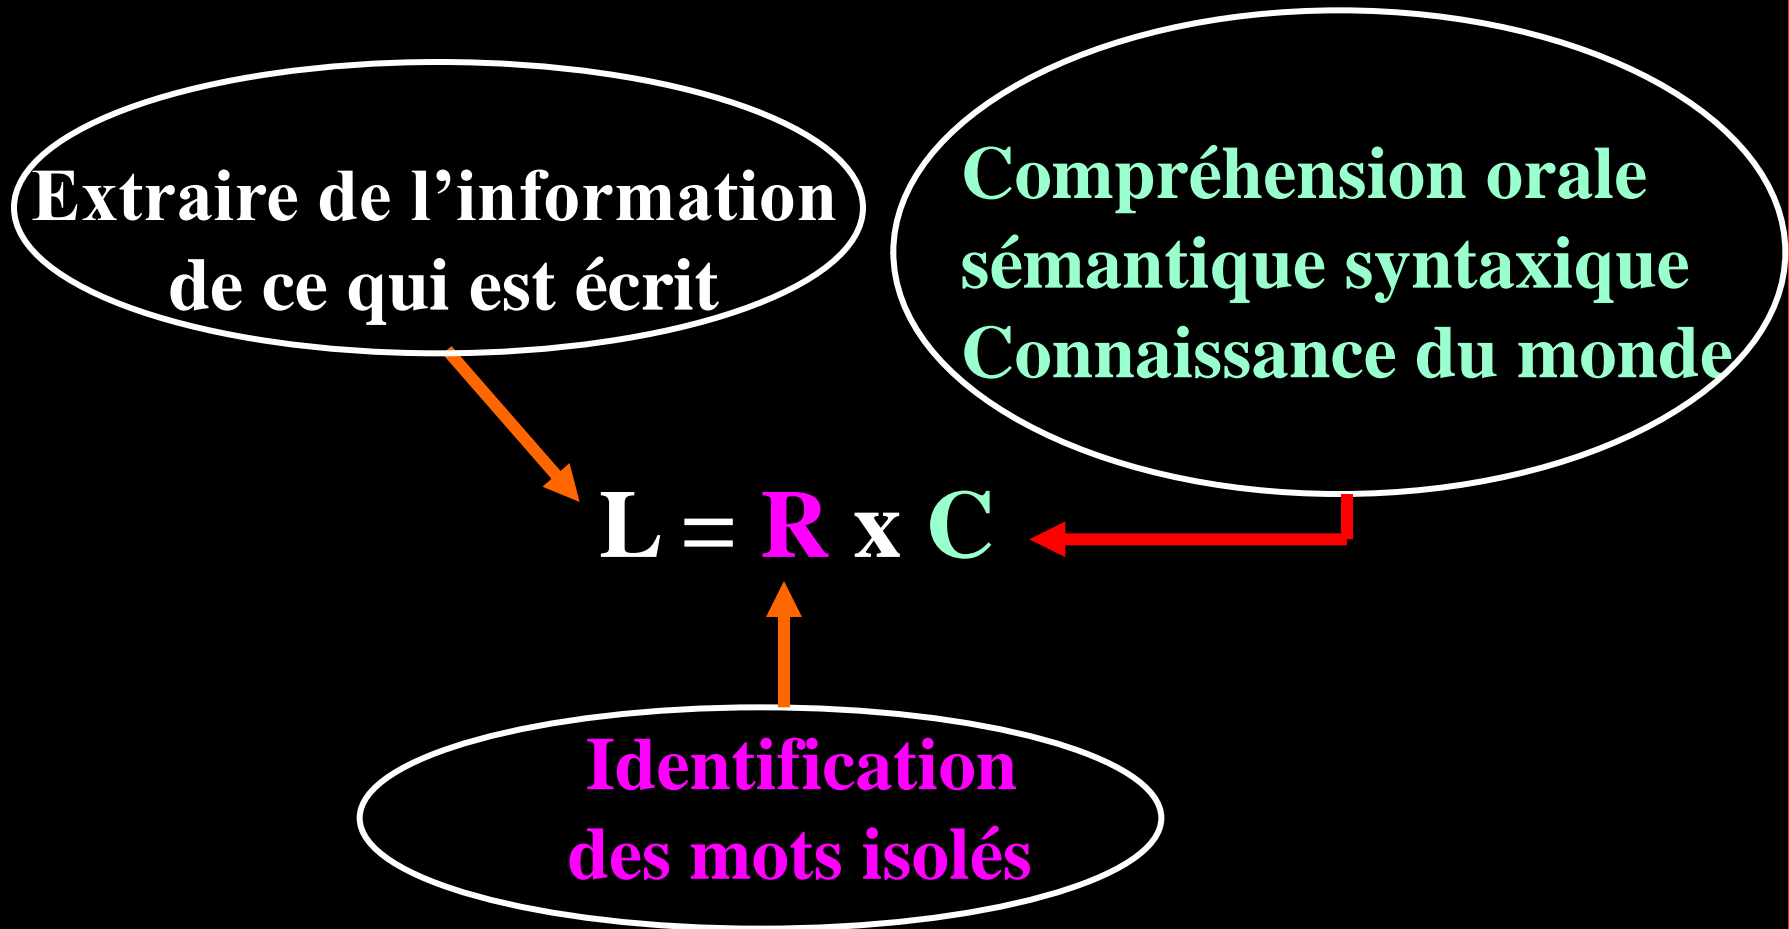 Extraire de l’information
de ce qui est écrit
Compréhension orale
sémantique syntaxique
Connaissance du monde
L = R x C
Identification
des mots isolés